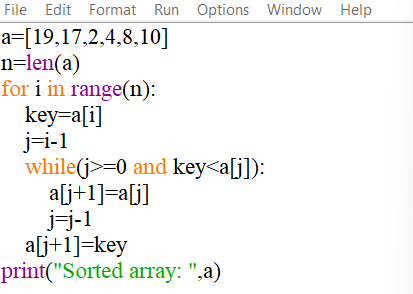 File Edit Format Run Options Window Help
a=[19,17,2,4,8,10]
n=len(a)
for i in range(n):
    key=a[i]
    j=i-1
    while(j>=0 and key<a[j]):
        a[j+1]=a[j]
        j=j-1
    a[j+1]=key
print("Sorted array: ",a)